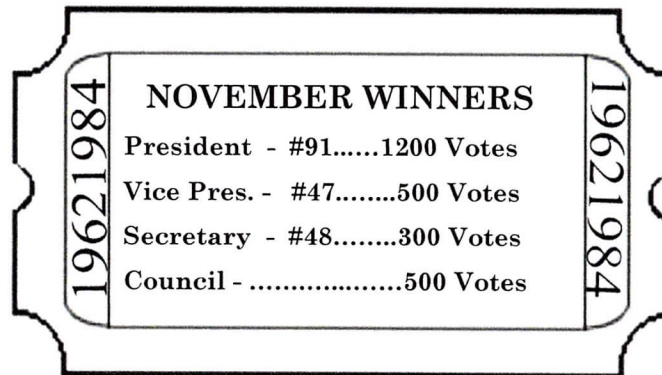 NOVEMBER WINNERS
President - #91......1200 Votes
Vice Pres. - #47........500 Votes
Secretary - #48........300 Votes
Council - ...................500 Votes
19621984
19621984